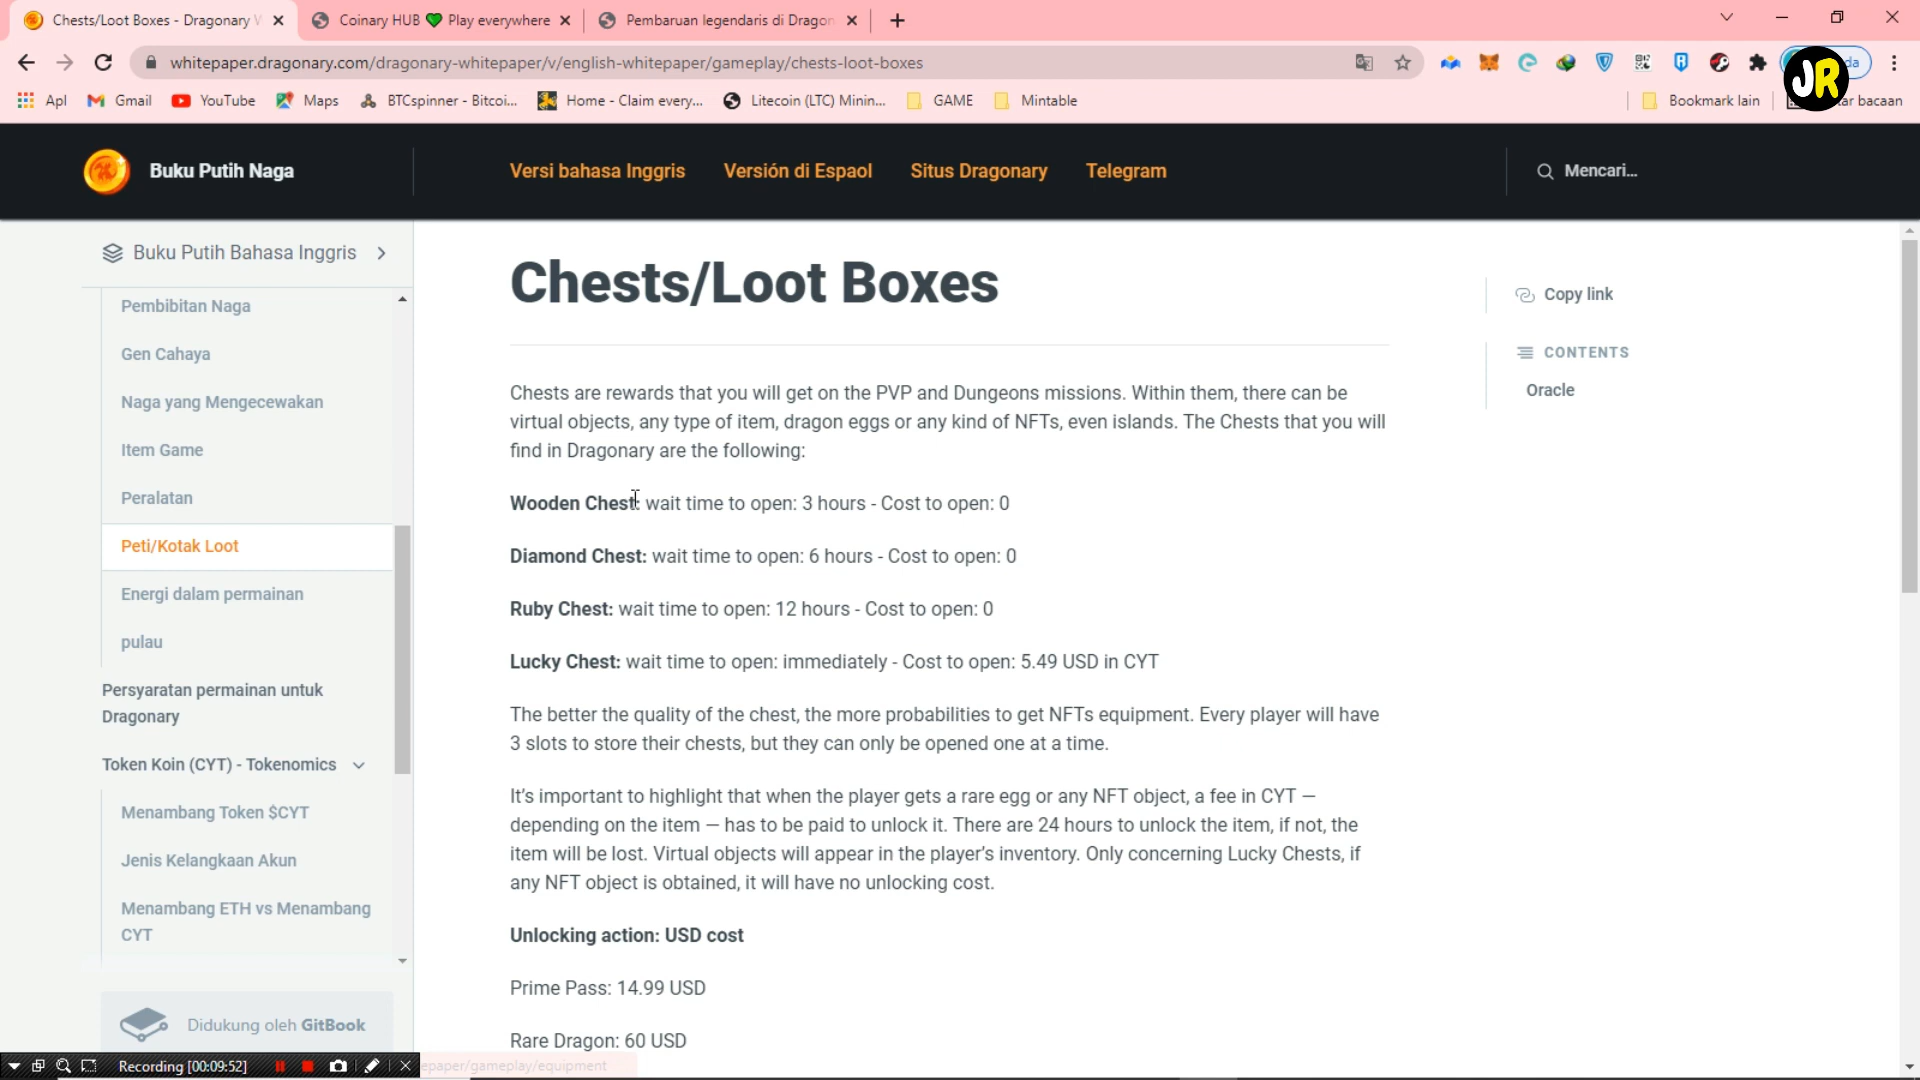 Chests/Loot Boxes - Dragonary W
Coinary HUB 💚 Play everywhere
Pembaruan legendaris di Dragon
whitepaper.dragonary.com/dragonary-whitepaper/v/english-whitepaper/gameplay/chests-loot-boxes
JR
Apl
Gmail
YouTube
Maps
BTCspinner - Bitcoi...
Home - Claim every...
Litecoin (LTC) Minin...
GAME
Mintable
Bookmark lain
ar bacaan
Buku Putih Naga
Versi bahasa Inggris
Versión di Espaol
Situs Dragonary
Telegram
Mencari...
Buku Putih Bahasa Inggris
Pembibitan Naga
Gen Cahaya
Naga yang Mengecewakan
Item Game
Peralatan
Peti/Kotak Loot
Energi dalam permainan
pulau
Persyaratan permainan untuk
Dragonary
Token Koin (CYT) - Tokenomics
Menambang Token $CYT
Jenis Kelangkaan Akun
Menambang ETH vs Menambang
CYT
Didukung oleh GitBook
Chests/Loot Boxes
Chests are rewards that you will get on the PVP and Dungeons missions. Within them, there can be
virtual objects, any type of item, dragon eggs or any kind of NFTs, even islands. The Chests that you will
find in Dragonary are the following:
Wooden Chest: wait time to open: 3 hours - Cost to open: 0
Diamond Chest: wait time to open: 6 hours - Cost to open: 0
Ruby Chest: wait time to open: 12 hours - Cost to open: 0
Lucky Chest: wait time to open: immediately - Cost to open: 5.49 USD in CYT
The better the quality of the chest, the more probabilities to get NFTs equipment. Every player will have
3 slots to store their chests, but they can only be opened one at a time.
It's important to highlight that when the player gets a rare egg or any NFT object, a fee in CYT —
depending on the item — has to be paid to unlock it. There are 24 hours to unlock the item, if not, the
item will be lost. Virtual objects will appear in the player's inventory. Only concerning Lucky Chests, if
any NFT object is obtained, it will have no unlocking cost.
Unlocking action: USD cost
Prime Pass: 14.99 USD
Rare Dragon: 60 USD
Copy link
CONTENTS
Oracle
Recording [00:09:52]
epaper/gameplay/equipment